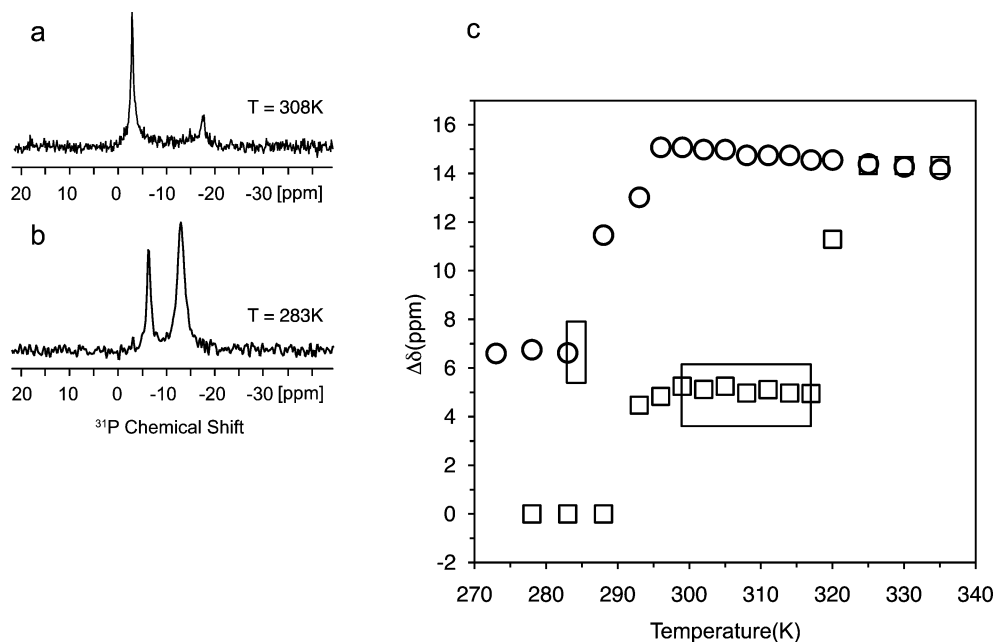 a
T = 308K
20 10 0 -10 -20 -30 [ppm]
b
T = 283K
20 10 0 -10 -20 -30 [ppm]
³¹P Chemical Shift
c
16
14
12
10
8
6
4
2
0
-2
Δδ(ppm)
270 280 290 300 310 320 330 340
Temperature(K)